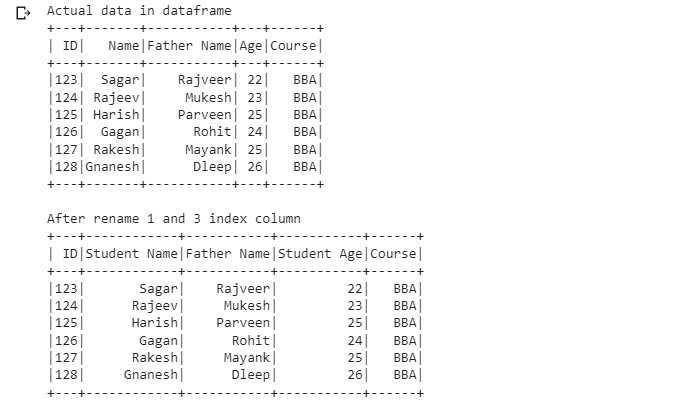 Actual data in dataframe
+---+-------+-----------+---+------+
| ID|   Name|Father Name|Age|Course|
+---+-------+-----------+---+------+
|123|  Sagar|    Rajveer| 22|   BBA|
|124| Rajeev|     Mukesh| 23|   BBA|
|125| Harish|    Parveen| 25|   BBA|
|126|  Gagan|      Rohit| 24|   BBA|
|127| Rakesh|     Mayank| 25|   BBA|
|128|Gnanesh|      Dleep| 26|   BBA|
+---+-------+-----------+---+------+
After rename 1 and 3 index column
+---+------------+-----------+-----------+------+
| ID|Student Name|Father Name|Student Age|Course|
+---+------------+-----------+-----------+------+
|123|       Sagar|    Rajveer|         22|   BBA|
|124|      Rajeev|     Mukesh|         23|   BBA|
|125|      Harish|    Parveen|         25|   BBA|
|126|       Gagan|      Rohit|         24|   BBA|
|127|      Rakesh|     Mayank|         25|   BBA|
|128|     Gnanesh|      Dleep|         26|   BBA|
+---+------------+-----------+-----------+------+